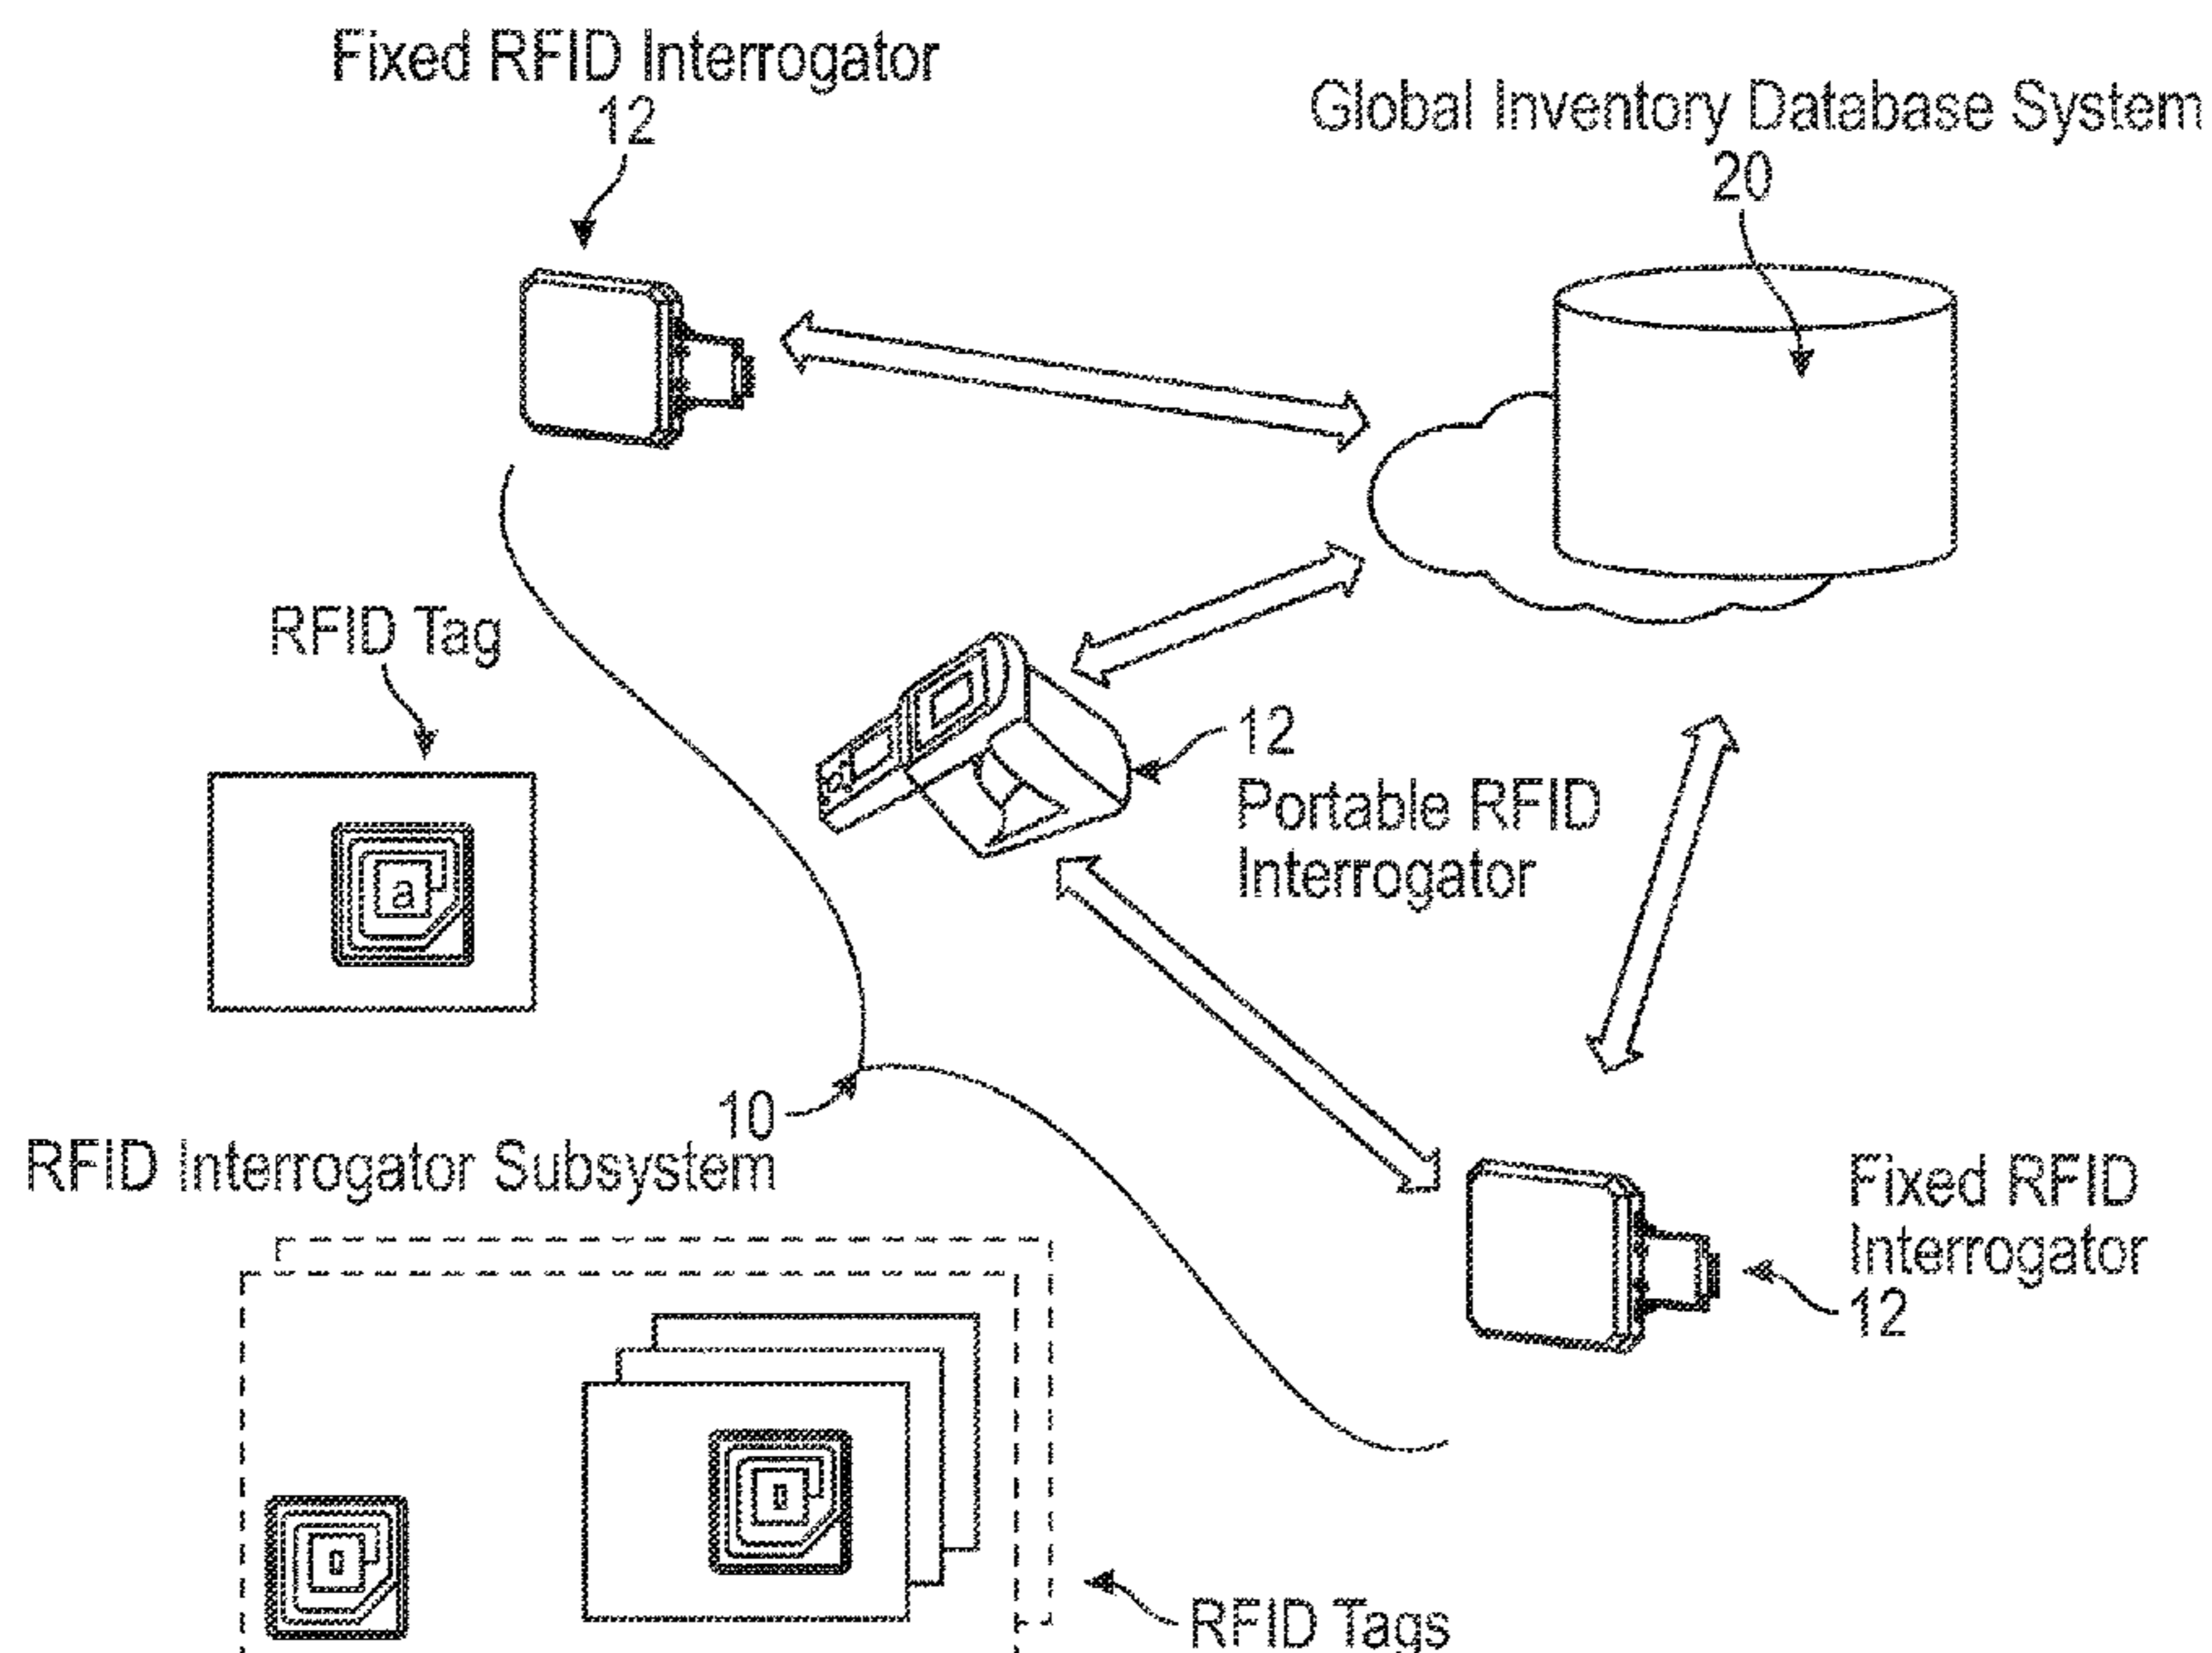 Fixed RFID Interrogator
12
Global Inventory Database System
20
RFID Tag
a
12
Portable RFID
Interrogator
10
RFID Interrogator Subsystem
Fixed RFID
Interrogator
12
RFID Tags